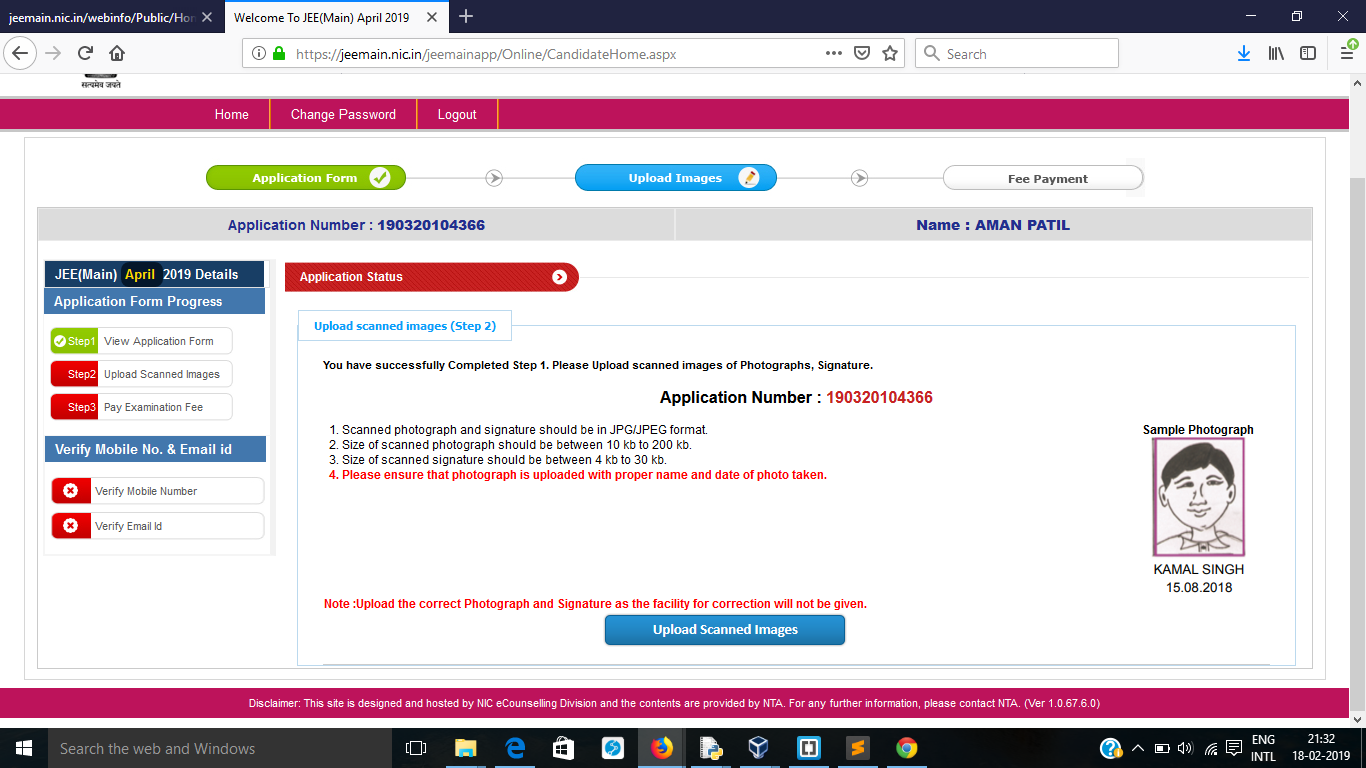 jeemain.nic.in/webinfo/Public/Hor
Welcome To JEE(Main) April 2019
https://jeemain.nic.in/jeemainapp/Online/CandidateHome.aspx
Search
सत्यमेव जयते
Home
Change Password
Logout
Application Form
Upload Images
Fee Payment
Application Number : 190320104366
Name : AMAN PATIL
JEE(Main) April 2019 Details
Application Form Progress
Step1 View Application Form
Step2 Upload Scanned Images
Step3 Pay Examination Fee
Verify Mobile No. & Email id
Verify Mobile Number
Verify Email Id
Application Status
Upload scanned images (Step 2)
You have successfully Completed Step 1. Please Upload scanned images of Photographs, Signature.
Application Number : 190320104366
1. Scanned photograph and signature should be in JPG/JPEG format.
2. Size of scanned photograph should be between 10 kb to 200 kb.
3. Size of scanned signature should be between 4 kb to 30 kb.
4. Please ensure that photograph is uploaded with proper name and date of photo taken.
Sample Photograph
KAMAL SINGH
15.08.2018
Note :Upload the correct Photograph and Signature as the facility for correction will not be given.
Upload Scanned Images
Disclaimer: This site is designed and hosted by NIC eCounselling Division and the contents are provided by NTA. For any further information, please contact NTA. (Ver 1.0.67.6.0)
Search the web and Windows
ENG
INTL
21:32
18-02-2019